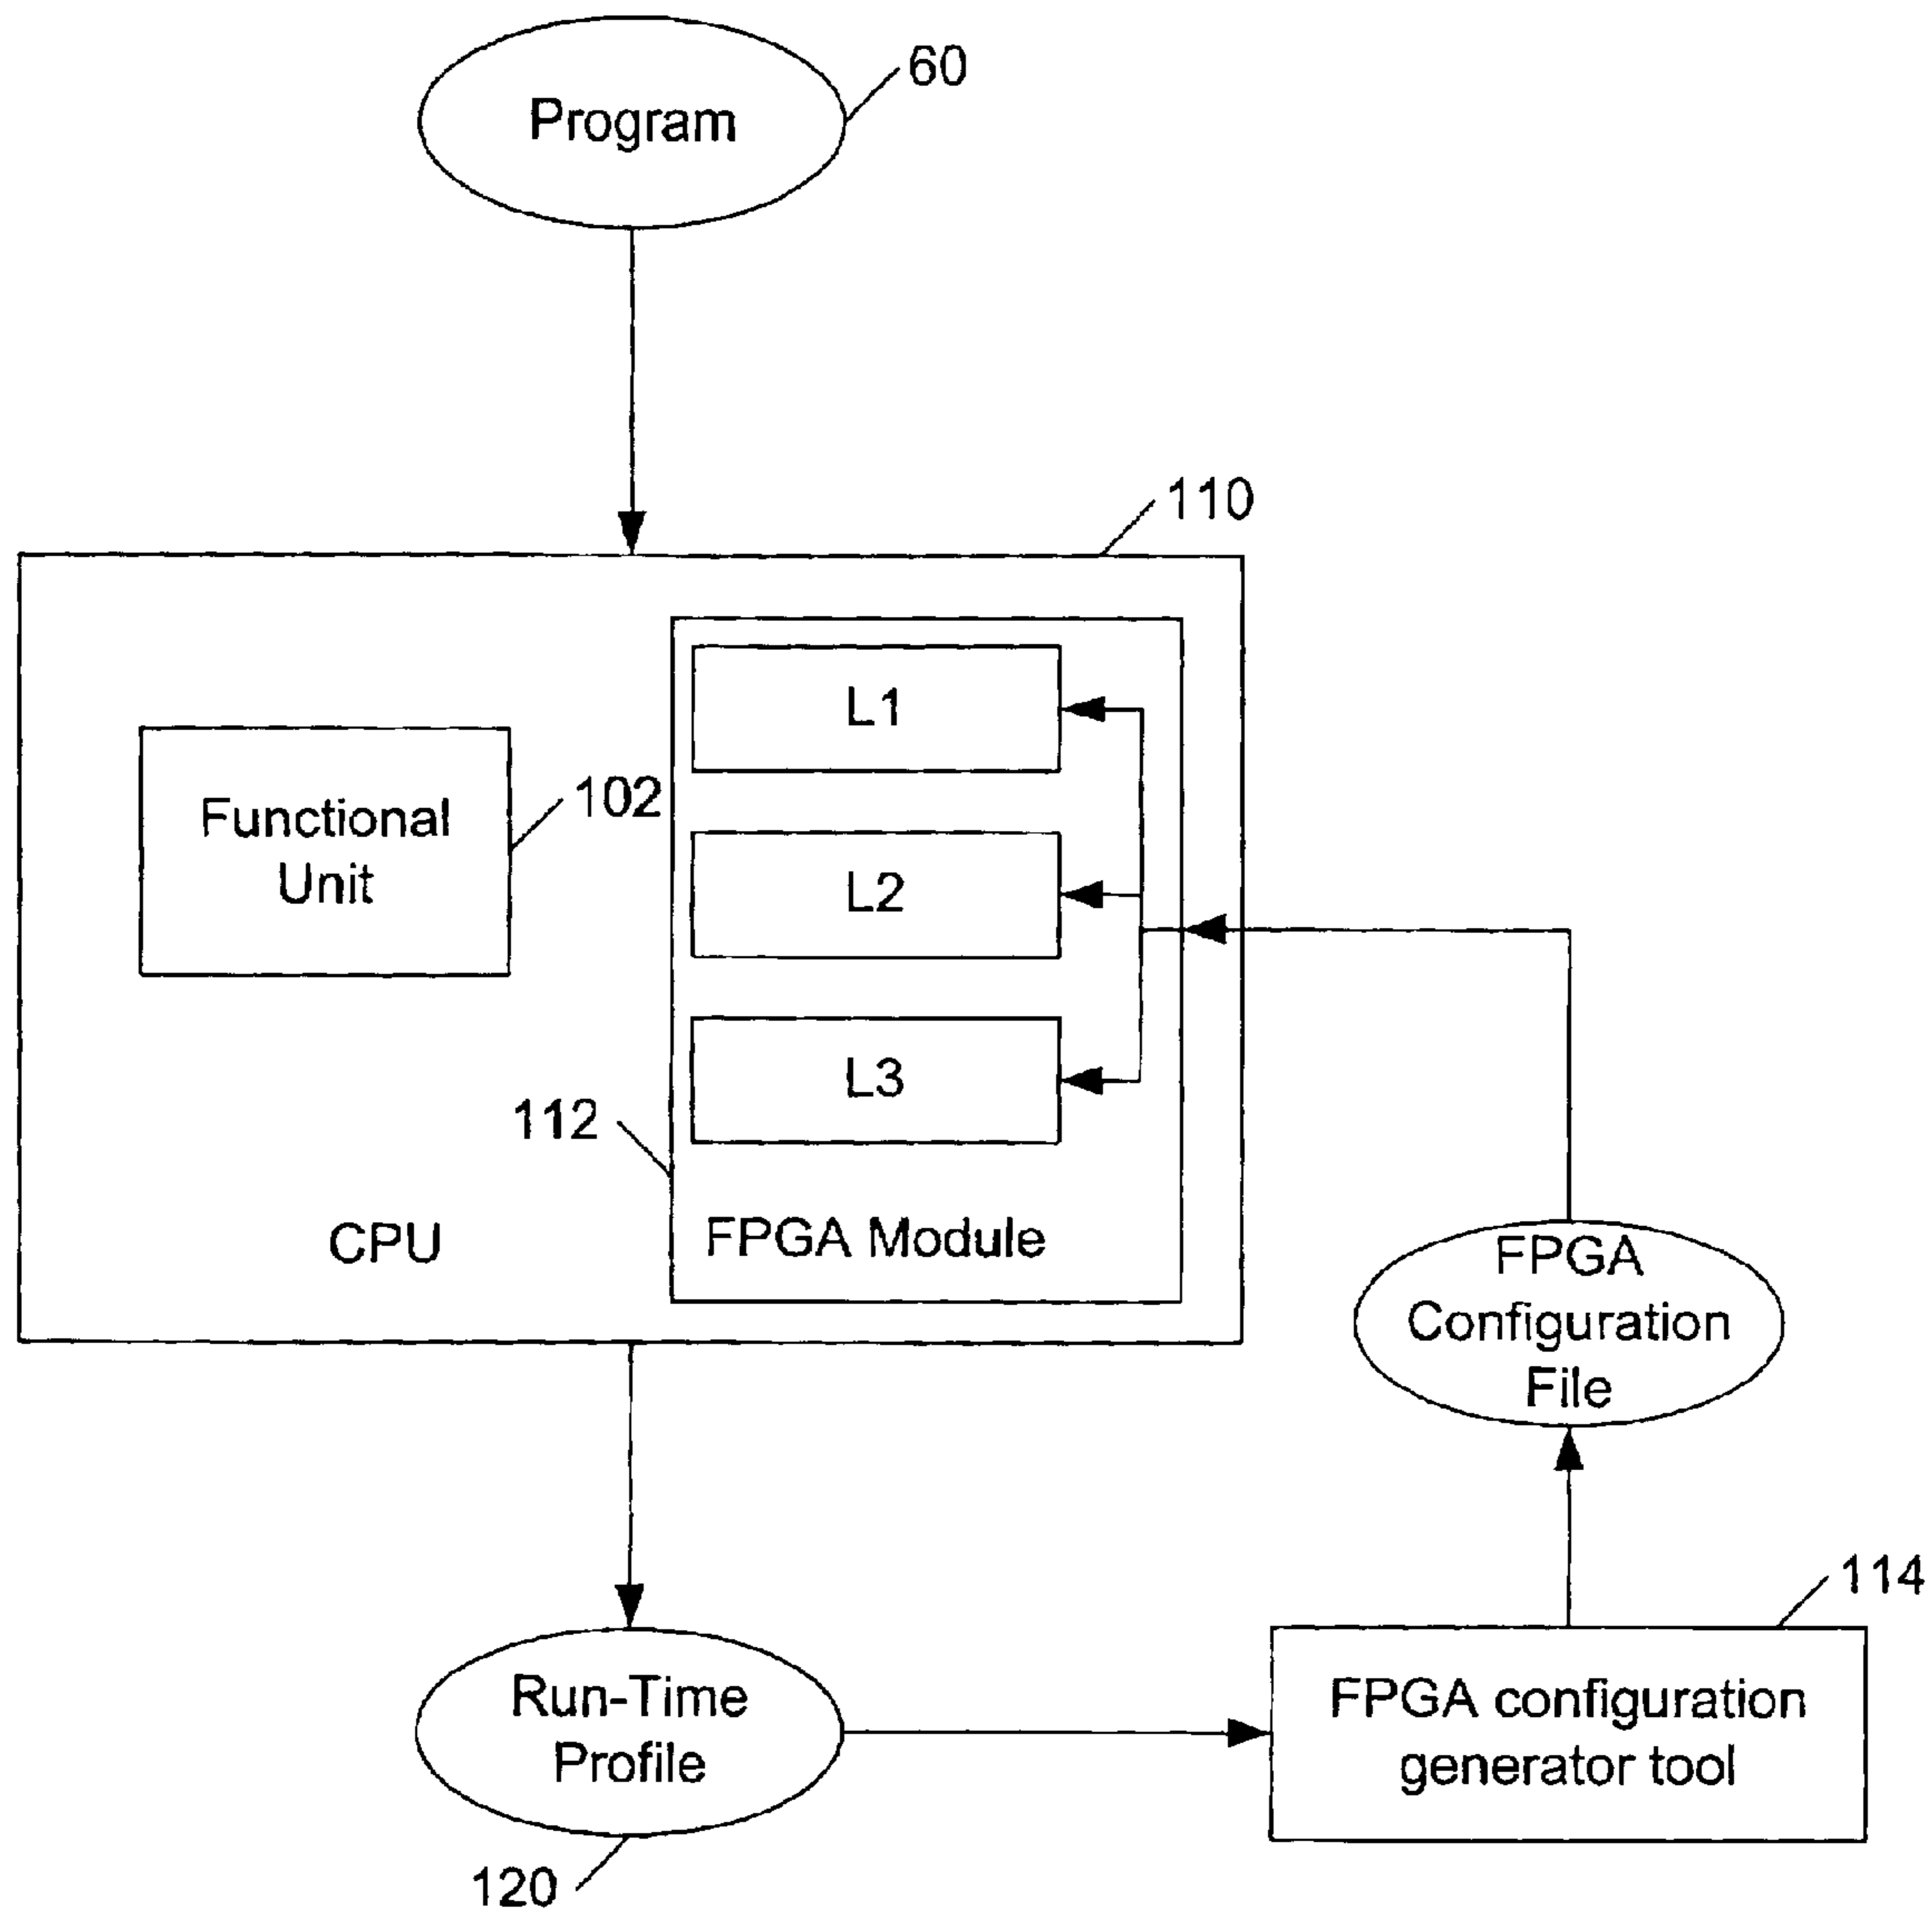 Program
60
110
L1
Functional
Unit
102
L2
L3
112
CPU
FPGA Module
FPGA
Configuration
File
114
Run-Time
Profile
FPGA configuration
generator tool
120